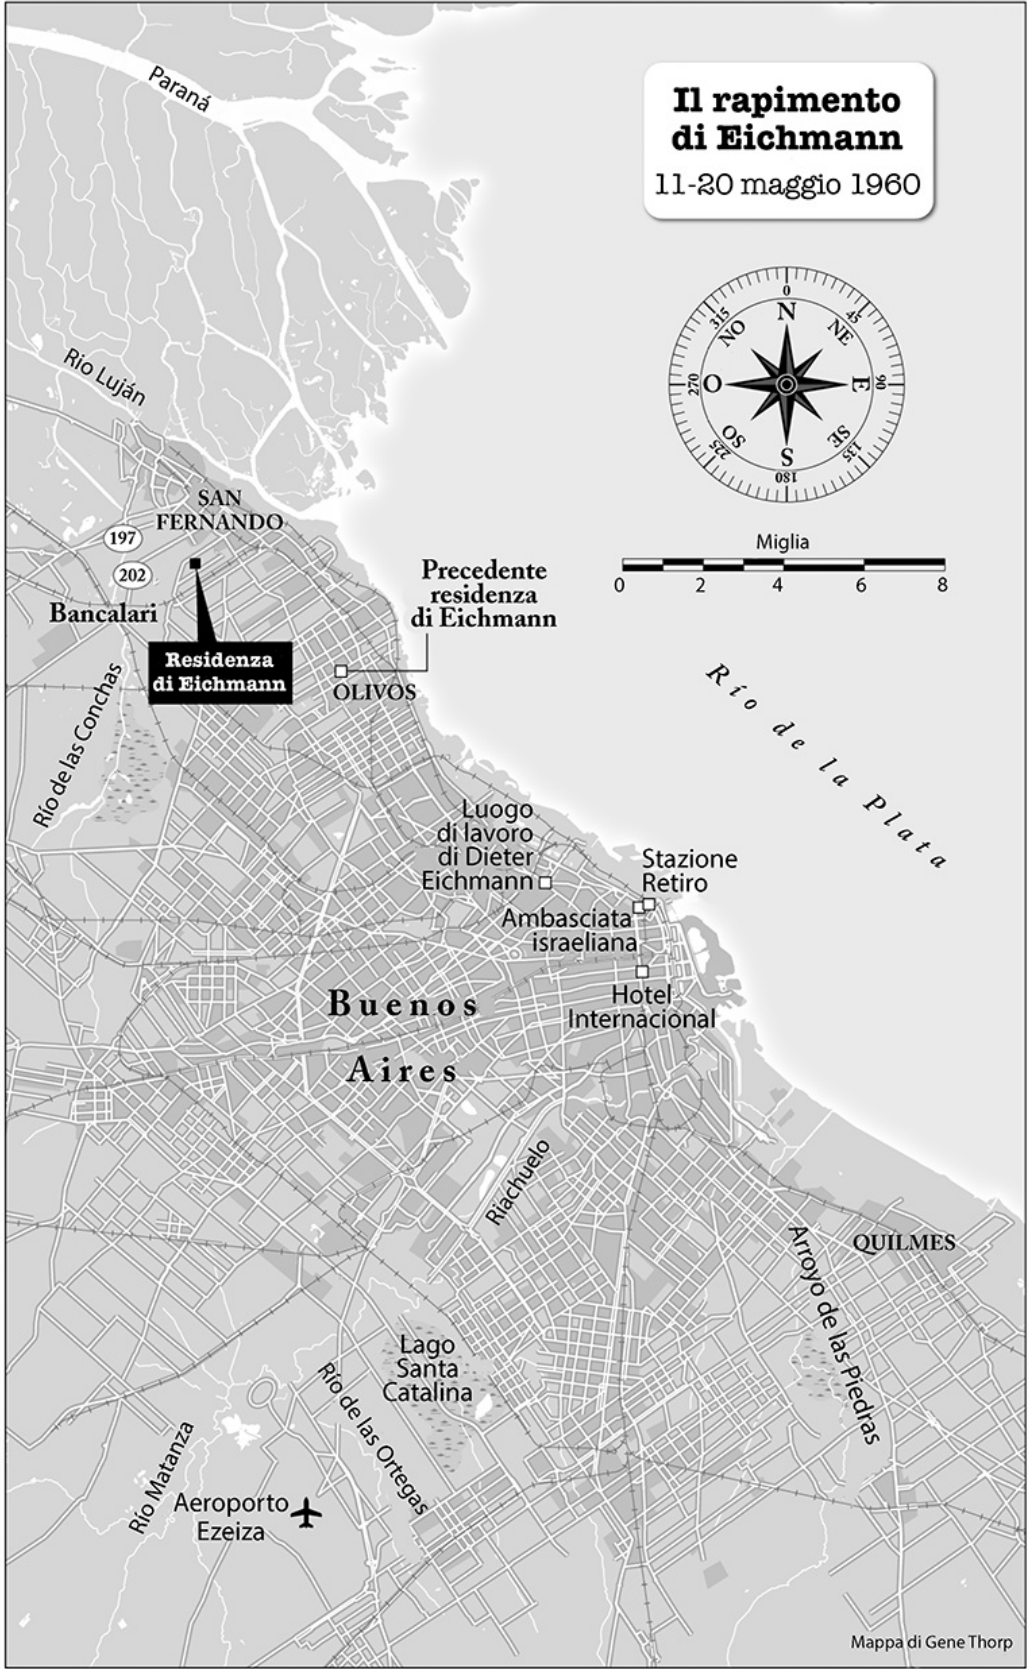 Paraná
Il rapimento
di Eichmann
11-20 maggio 1960
0
N
45
NE
90
E
135
SE
180
S
225
SO
270
O
315
NO
Miglia
0 2 4 6 8
Rio Luján
SAN
FERNANDO
197
202
Bancalari
Precedente
residenza
di Eichmann
Residenza
di Eichmann
OLIVOS
Río de las Conchas
Río de la Plata
Luogo
di lavoro
di Dieter
Eichmann
Stazione
Retiro
Ambasciata
israeliana
Hotel
Internacional
Buenos
Aires
Riachuelo
QUILMES
Arroyo de las Piedras
Lago
Santa
Catalina
Río de las Ortegas
Río Matanza
Aeroporto
Ezeiza
Mappa di Gene Thorp